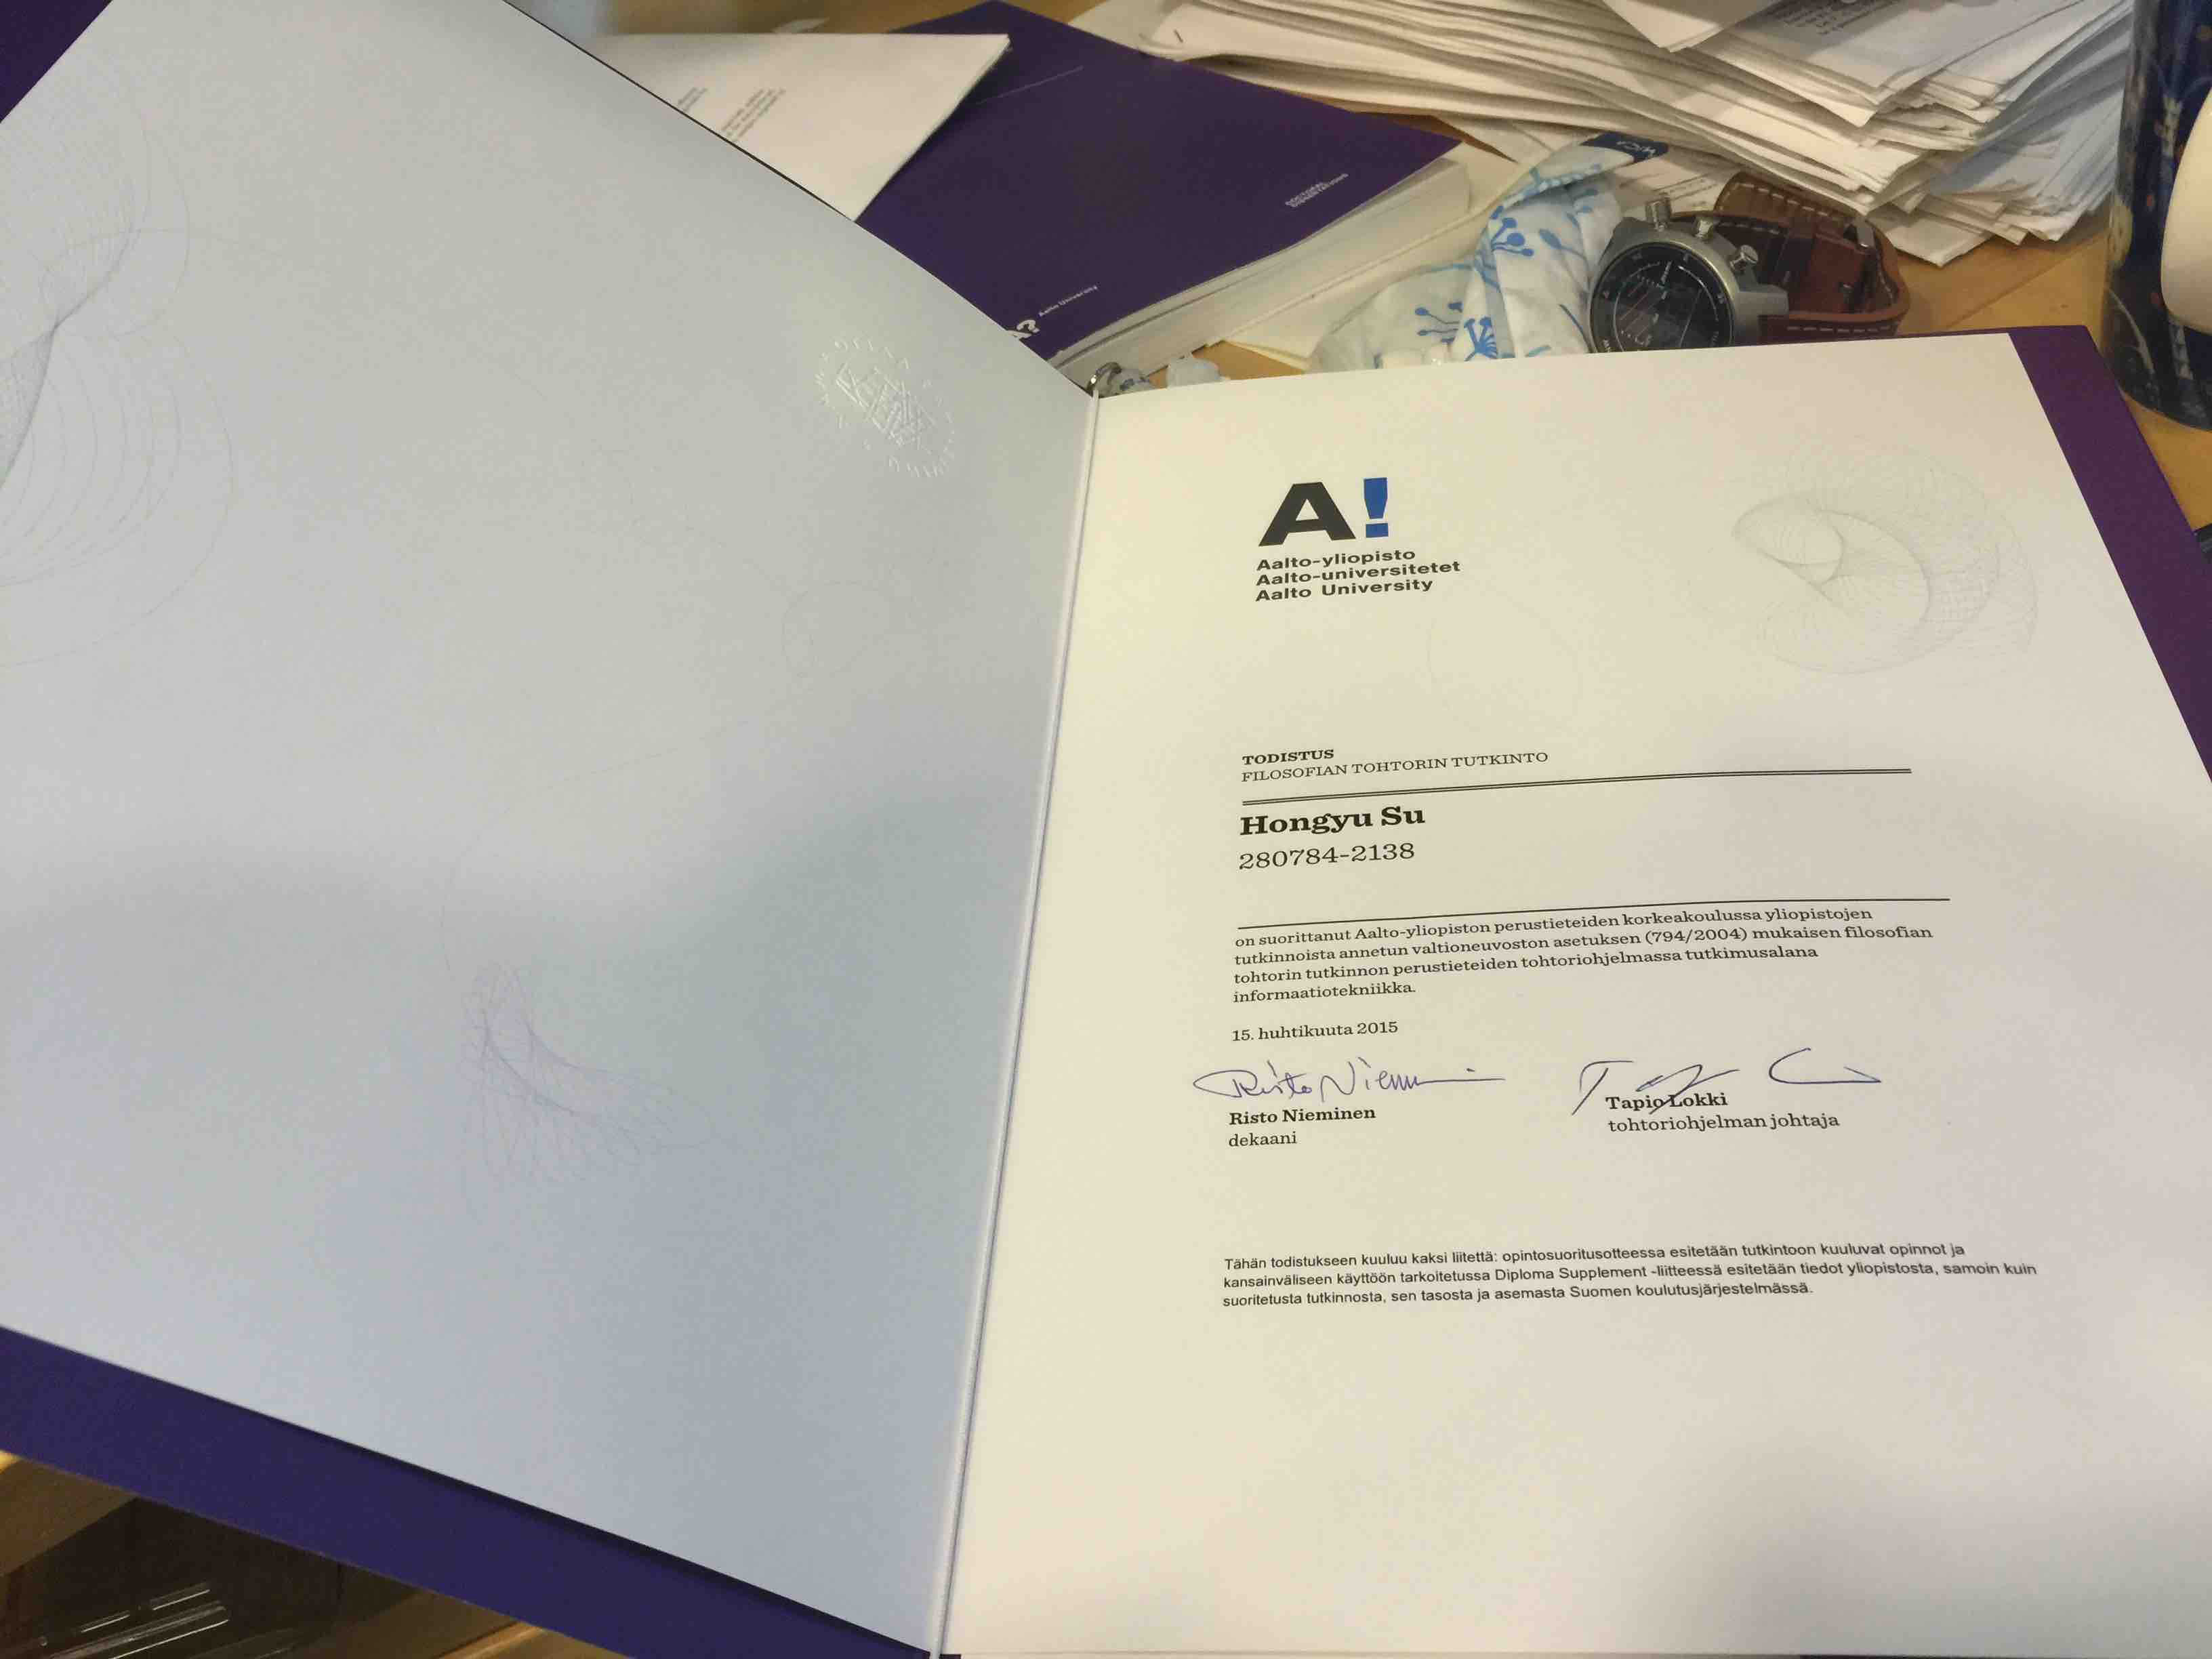 A!
Aalto-yliopisto
Aalto-universitetet
Aalto University
TODISTUS
FILOSOFIAN TOHTORIN TUTKINTO
Hongyu Su
280784-2138
on suorittanut Aalto-yliopiston perustieteiden korkeakoulussa yliopistojen
tutkinnoista annetun valtioneuvoston asetuksen (794/2004) mukaisen filosofian
tohtorin tutkinnon perustieteiden tohtoriohjelmassa tutkimusalana
informaatiotekniikka.
15. huhtikuuta 2015
Risto Nieminen
dekaani
Tapio Lokki
tohtoriohjelman johtaja
Tähän todistukseen kuuluu kaksi liitettä: opintosuoritusotteessa esitetään tutkintoon kuuluvat opinnot ja
kansainväliseen käyttöön tarkoitetussa Diploma Supplement -liitteessä esitetään tiedot yliopistosta, samoin kuin
suoritetusta tutkinnosta, sen tasosta ja asemasta Suomen koulutusjärjestelmässä.